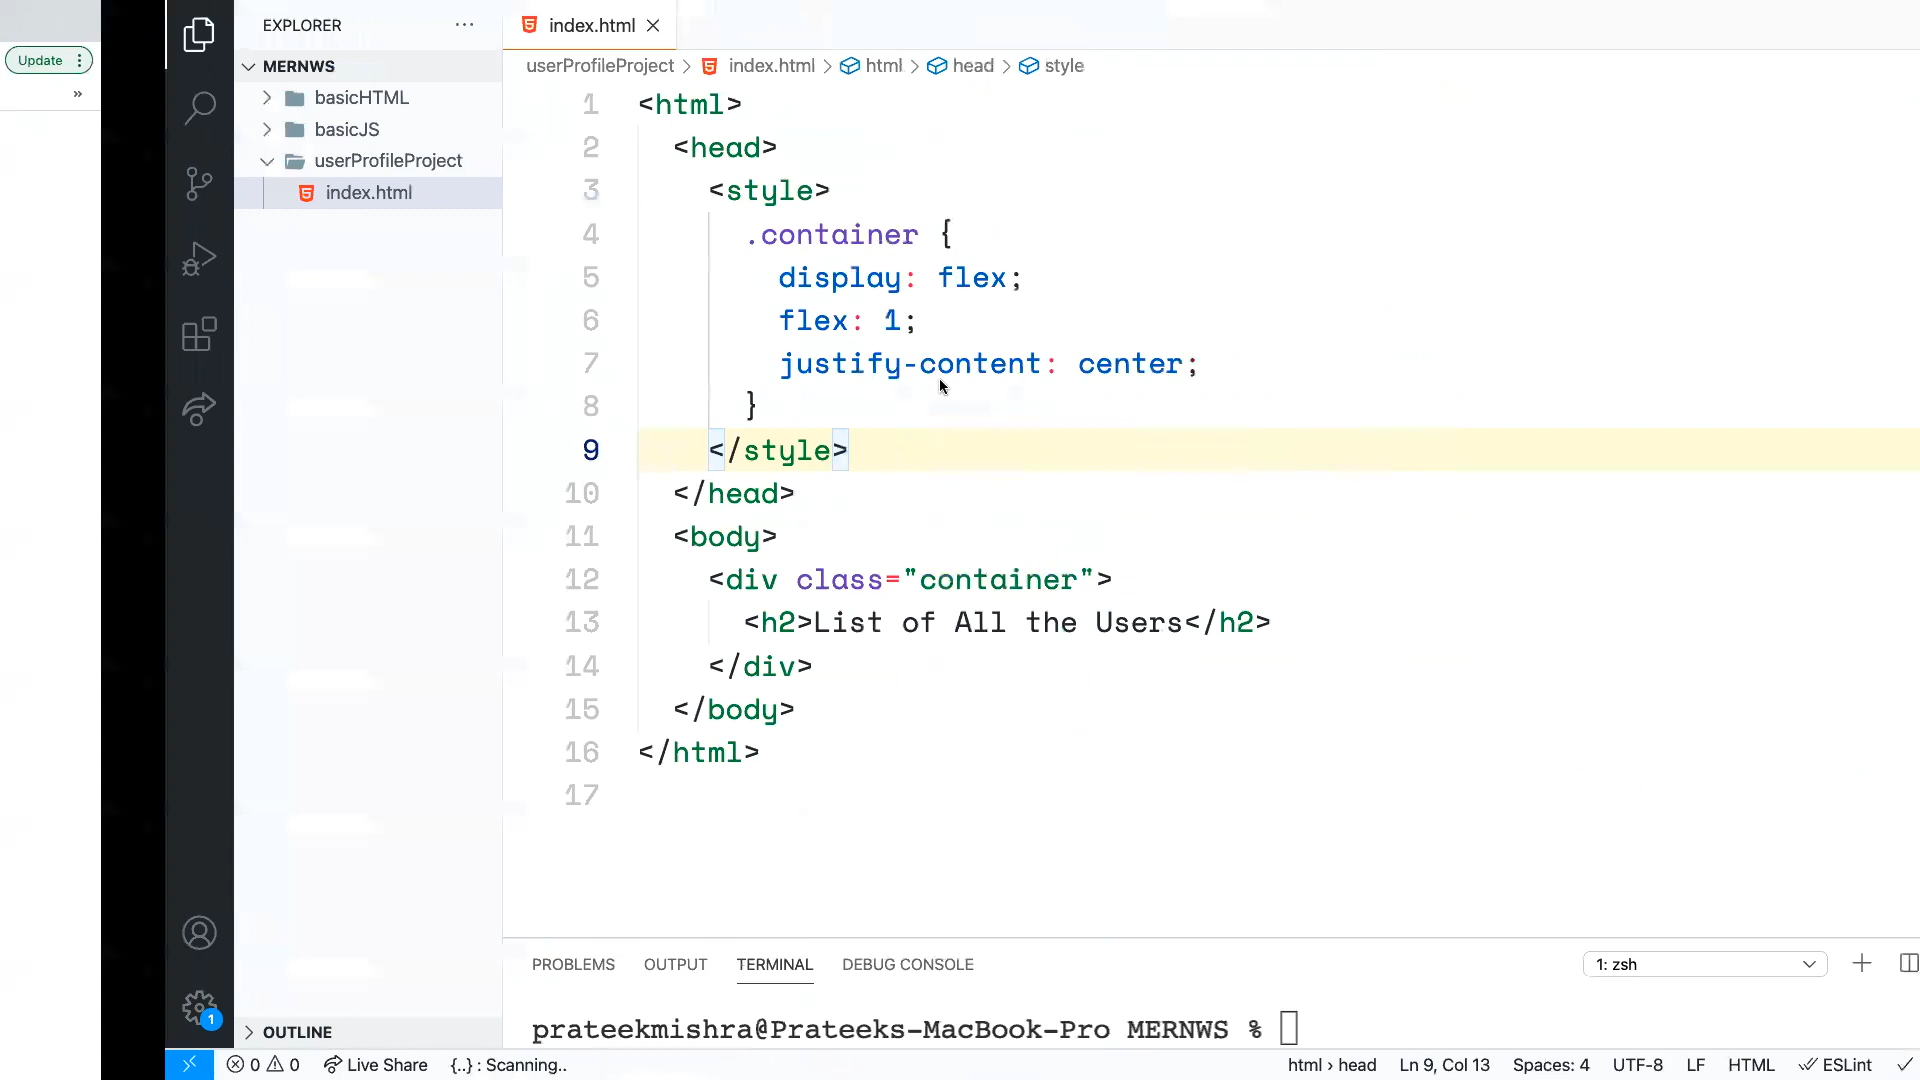 Update
»
EXPLORER ...
MERNWS
basicHTML
basicJS
userProfileProject
index.html
index.html
userProfileProject > index.html > html > head > style
1 <html>
2 <head>
3 <style>
4 .container {
5 display: flex;
6 flex: 1;
7 justify-content: center;
8 }
9 </style>
10 </head>
11 <body>
12 <div class="container">
13 <h2>List of All the Users</h2>
14 </div>
15 </body>
16 </html>
17
PROBLEMS OUTPUT TERMINAL DEBUG CONSOLE 1: zsh
prateekmishra@Prateeks-MacBook-Pro MERNWS %
1
OUTLINE
0 0 Live Share {..} : Scanning.. html › head Ln 9, Col 13 Spaces: 4 UTF-8 LF HTML ESLint